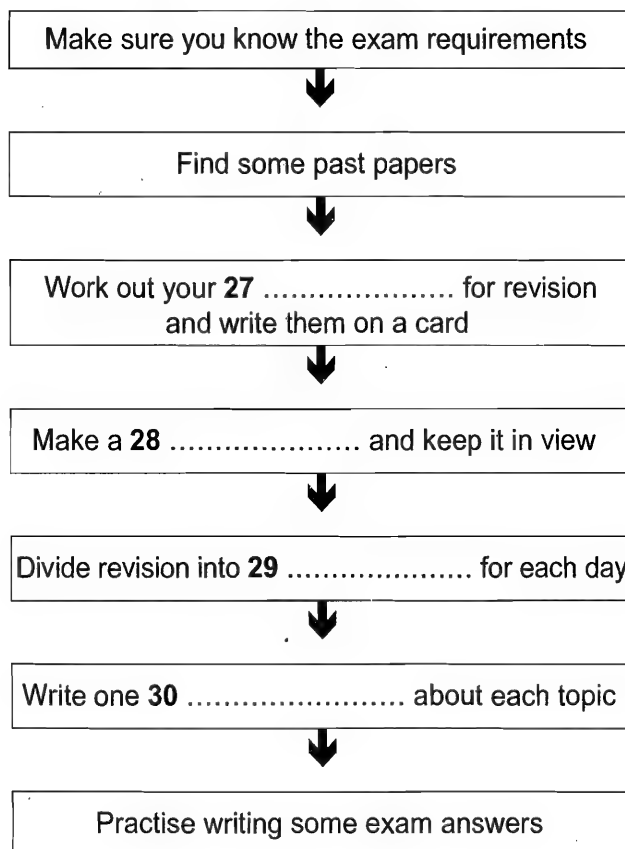 Make sure you know the exam requirements
Find some past papers
Work out your 27 ...................... for revision
and write them on a card
Make a 28 ...................... and keep it in view
Divide revision into 29 ...................... for each day
Write one 30 .......................... about each topic
Practise writing some exam answers